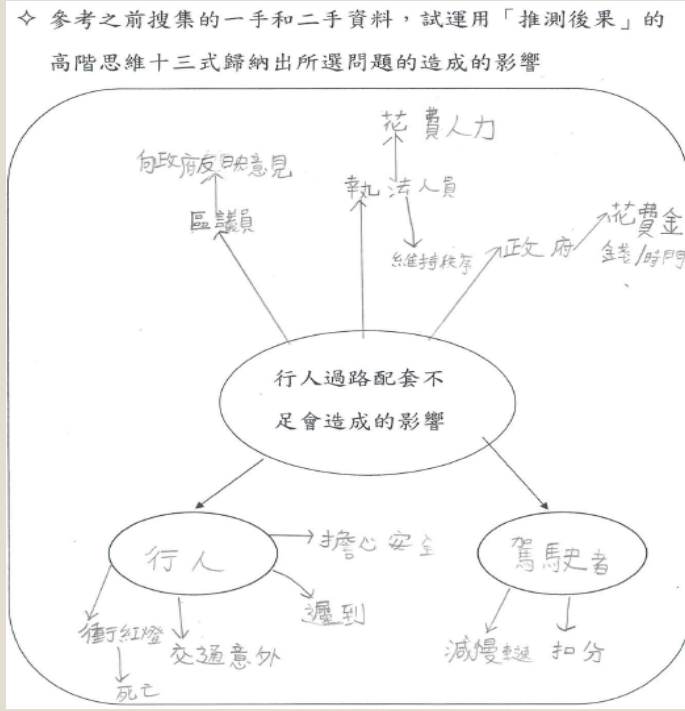 ✧ 參考之前搜集的一手和二手資料，試運用「推測後果」的
高階思維十三式歸納出所選問題的造成的影響
花費人力
向政府反映意見
執法人員
區議員
花費金
政府
金錢/時間
維持秩序
行人過路配套不
足會造成的影響
擔心安全
行人
駕駛者
遲到
衝紅燈
交通意外
減慢車速
扣分
死亡